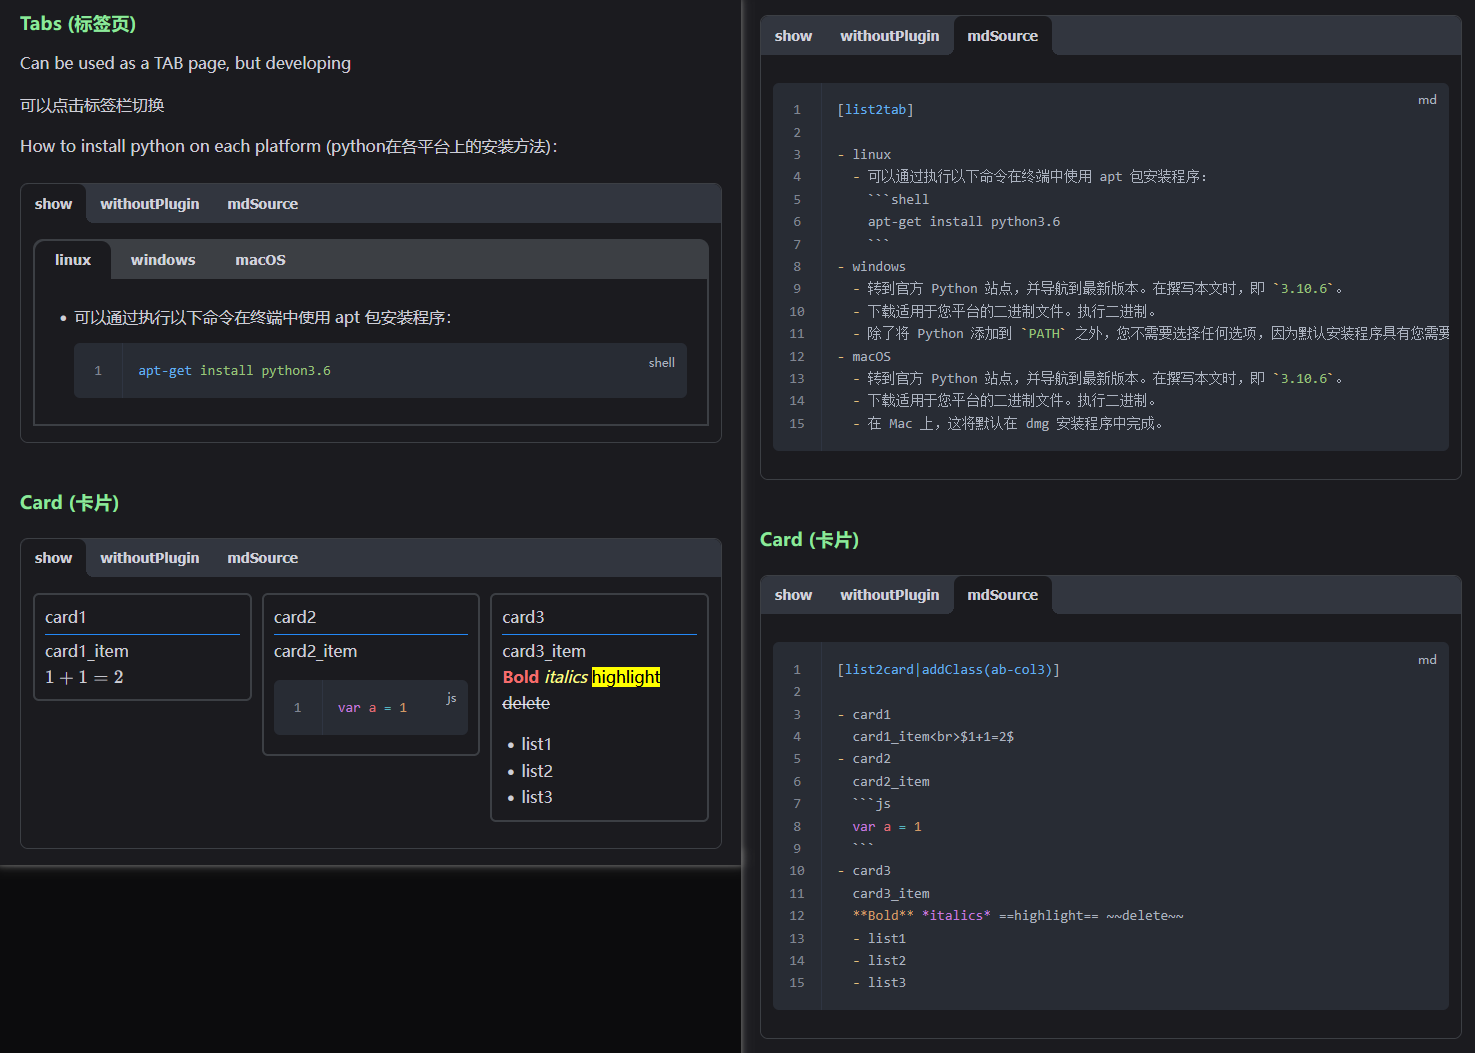 Tabs (标签页)
Can be used as a TAB page, but developing
可以点击标签栏切换
How to install python on each platform (python在各平台上的安装方法):
show withoutPlugin mdSource
linux windows macOS
• 可以通过执行以下命令在终端中使用 apt 包安装程序:
1 apt-get install python3.6 shell
Card (卡片)
show withoutPlugin mdSource
card1
card1_item
1 + 1 = 2
card2
card2_item
1 var a = 1 js
card3
card3_item
Bold italics highlight
delete
• list1
• list2
• list3
show withoutPlugin mdSource
md
1 [list2tab]
2
3 - linux
4   - 可以通过执行以下命令在终端中使用 apt 包安装程序:
5     ```shell
6     apt-get install python3.6
7     ```
8 - windows
9   - 转到官方 Python 站点，并导航到最新版本。在撰写本文时，即 `3.10.6`。
10   - 下载适用于您平台的二进制文件。执行二进制。
11   - 除了将 Python 添加到 `PATH` 之外，您不需要选择任何选项，因为默认安装程序具有您需要
12 - macOS
13   - 转到官方 Python 站点，并导航到最新版本。在撰写本文时，即 `3.10.6`。
14   - 下载适用于您平台的二进制文件。执行二进制。
15   - 在 Mac 上，这将默认在 dmg 安装程序中完成。
Card (卡片)
show withoutPlugin mdSource
md
1 [list2card|addClass(ab-col3)]
2
3 - card1
4   card1_item<br>$1+1=2$
5 - card2
6   card2_item
7   ```js
8   var a = 1
9   ```
10 - card3
11   card3_item
12   **Bold** *italics* ==highlight== ~~delete~~
13   - list1
14   - list2
15   - list3